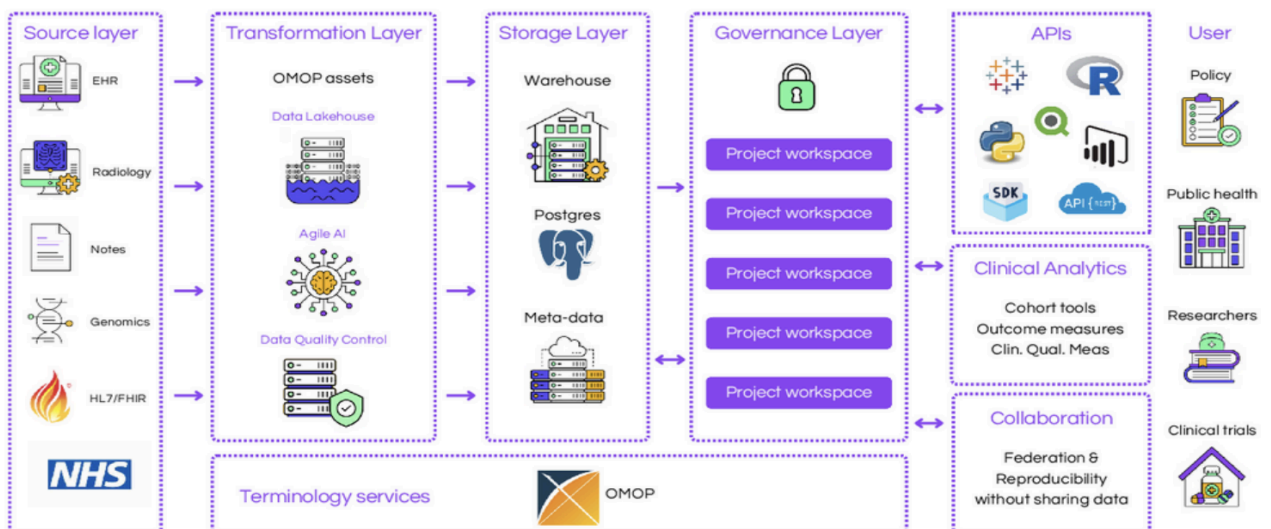 Source layer
EHR
Radiology
Notes
Genomics
HL7/FHIR
NHS
Transformation Layer
OMOP assets
Data Lakehouse
Agile AI
Data Quality Control
Storage Layer
Warehouse
Postgres
Meta-data
Governance Layer
Project workspace
Project workspace
Project workspace
Project workspace
Project workspace
Terminology services
OMOP
APIs
R
SDK
API {REST}
Clinical Analytics
Cohort tools
Outcome measures
Clin. Qual. Meas
Collaboration
Federation &
Reproducibility
without sharing data
User
Policy
Public health
Researchers
Clinical trials